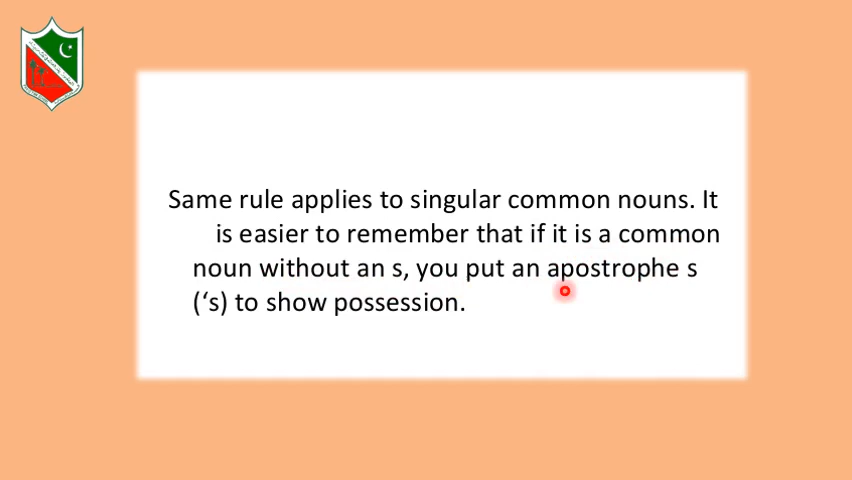 Same rule applies to singular common nouns. It
is easier to remember that if it is a common
noun without an s, you put an apostrophe s
(‘s) to show possession.